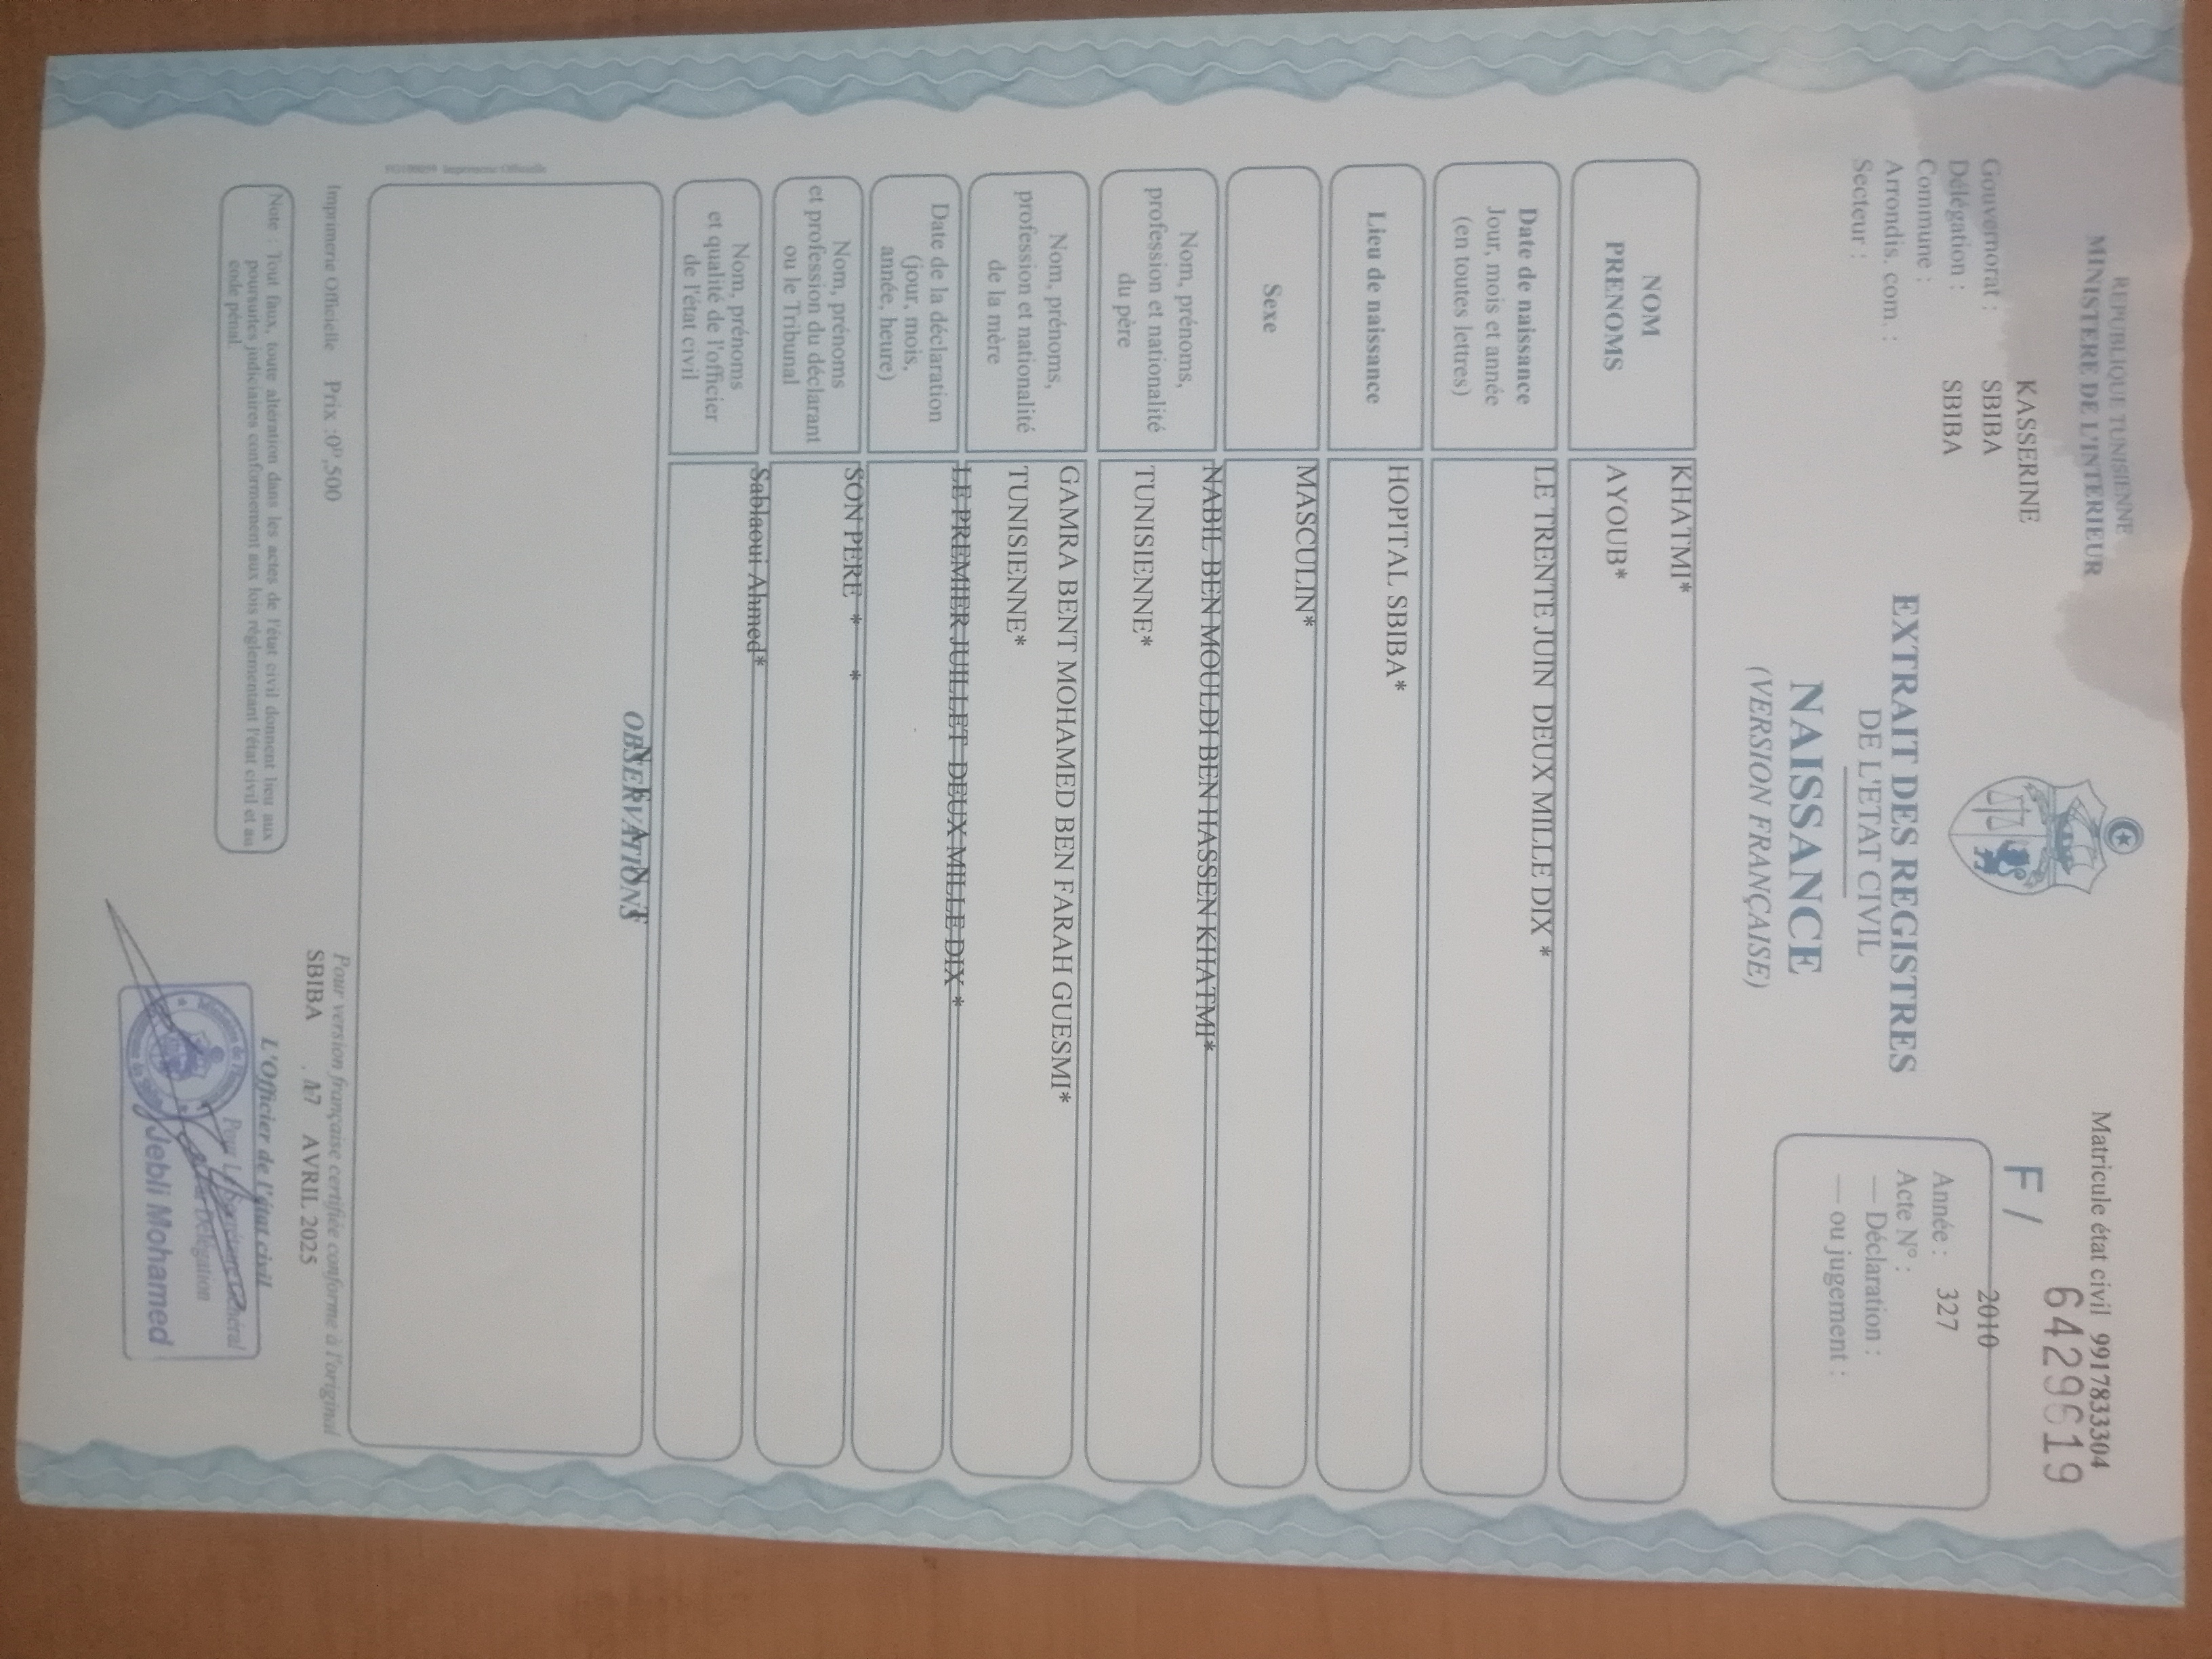 REPUBLIQUE TUNISIENNE
MINISTERE DE L'INTERIEUR
Matricule état civil 9917833304
F/ 64296619
KASSERINE
Gouvernorat : SBIBA
Délégation : SBIBA
Commune :
Arrondis. com. :
Secteur :
EXTRAIT DES REGISTRES
DE L'ETAT CIVIL
NAISSANCE
(VERSION FRANÇAISE)
2010
Année : 327
Acte N° :
— Déclaration :
— ou jugement :
NOM
PRENOMS
KHATMI*
AYOUB*
Date de naissance
Jour, mois et année
(en toutes lettres)
LE TRENTE JUIN DEUX MILLE DIX *
Lieu de naissance
HOPITAL SBIBA*
Sexe
MASCULIN*
Nom, prénoms,
profession et nationalité
du père
NABIL BEN MOULDI BEN HASSEN KHATMI*
TUNISIENNE*
Nom, prénoms,
profession et nationalité
de la mère
GAMRA BENT MOHAMED BEN FARAH GUESMI*
TUNISIENNE*
Date de la déclaration
(jour, mois,
année, heure)
LE PREMIER JUILLET DEUX MILLE DIX *
Nom, prénoms
et profession du déclarant
ou le Tribunal
SON PERE * *
Nom, prénoms
et qualité de l'officier
de l'état civil
Sablaoui Ahmed*
OBSERVATIONS
N E A N T
Imprimerie Officielle Prix :0D,500
Note : Tout faux, toute alteration dans les actes de l'état civil donnent lieu aux
poursuites judiciaires conformement aux lois règlementant l'état civil et au
code pénal.
Pour version française certifiée conforme à l'original
SBIBA AVRIL 2025
L'Officier de l'état civil
Délégation
Jebli Mohamed